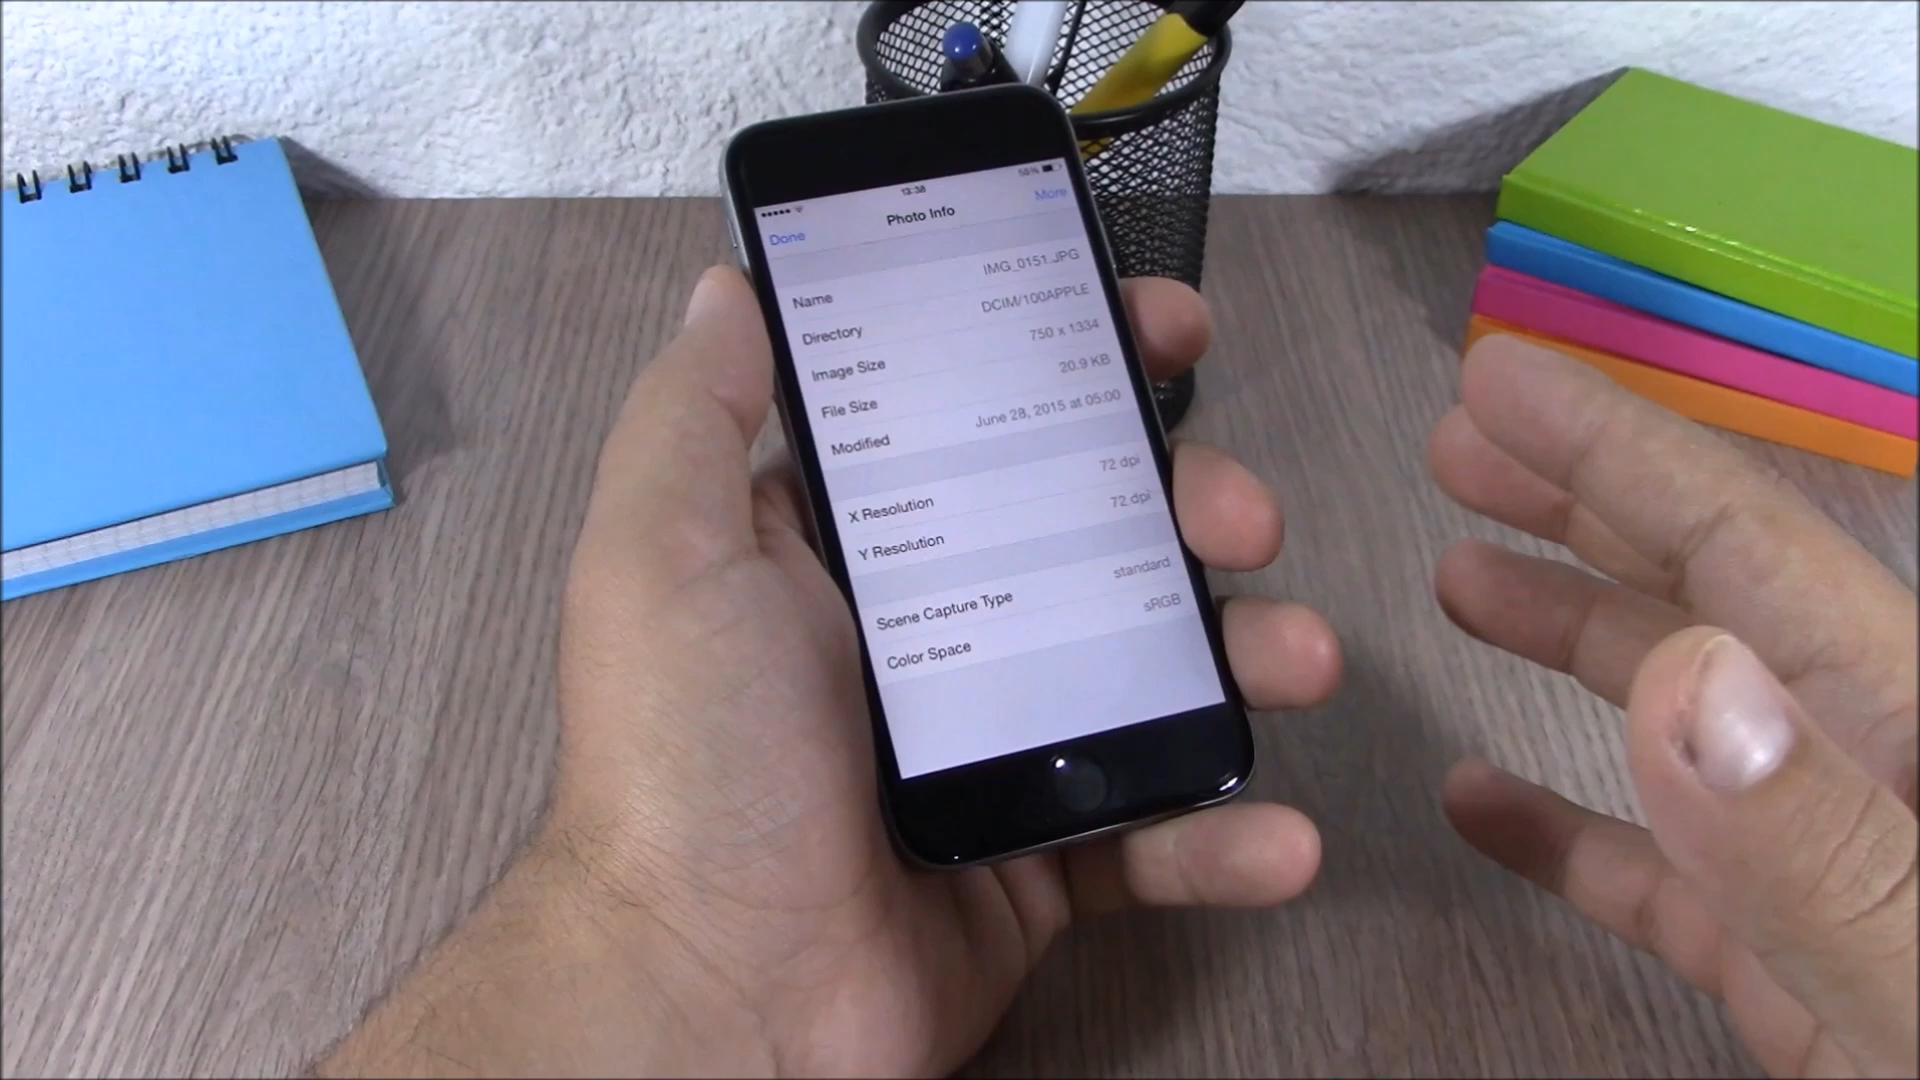 13:38
58%
Done
Photo Info
More
Name
IMG_0151.JPG
Directory
DCIM/100APPLE
Image Size
750 x 1334
File Size
20.9 KB
Modified
June 28, 2015 at 05:00
X Resolution
72 dpi
Y Resolution
72 dpi
Scene Capture Type
standard
Color Space
sRGB